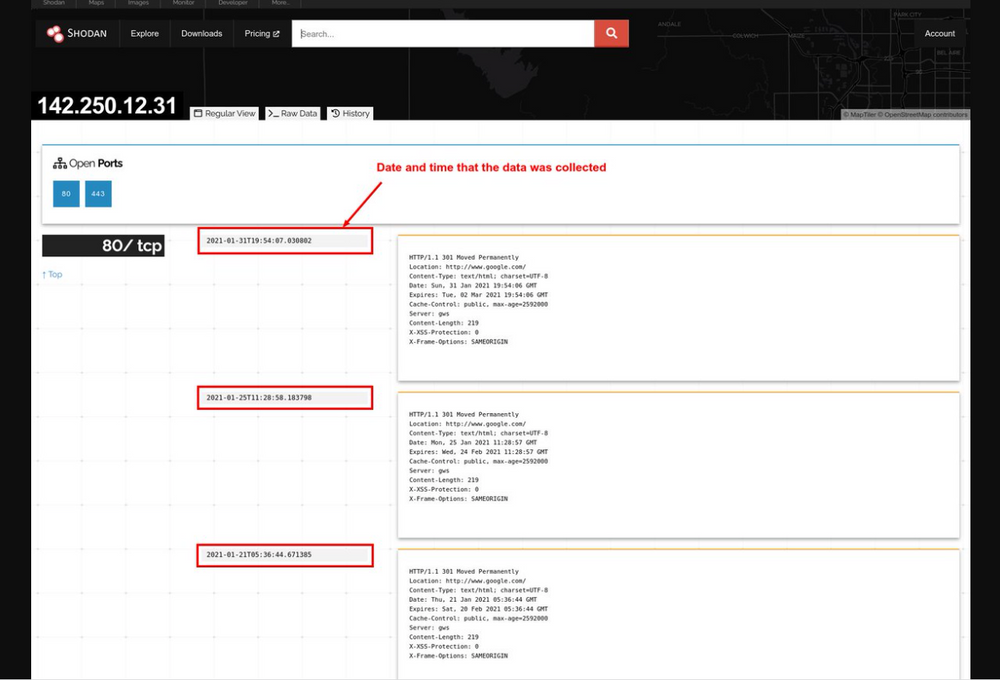 Shodan Maps Images Monitor Developer More...
SHODAN Explore Downloads Pricing Search... Account
ANDALE
COLWICH
PARK CITY
BEL AIRE
142.250.12.31
Regular View >_ Raw Data History
© MapTiler © OpenStreetMap contributors
Open Ports
80 443
Date and time that the data was collected
80/ tcp
↑ Top
2021-01-31T19:54:07.030802
HTTP/1.1 301 Moved Permanently
Location: http://www.google.com/
Content-Type: text/html; charset=UTF-8
Date: Sun, 31 Jan 2021 19:54:06 GMT
Expires: Tue, 02 Mar 2021 19:54:06 GMT
Cache-Control: public, max-age=2592000
Server: gws
Content-Length: 219
X-XSS-Protection: 0
X-Frame-Options: SAMEORIGIN
2021-01-25T11:28:58.183798
HTTP/1.1 301 Moved Permanently
Location: http://www.google.com/
Content-Type: text/html; charset=UTF-8
Date: Mon, 25 Jan 2021 11:28:57 GMT
Expires: Wed, 24 Feb 2021 11:28:57 GMT
Cache-Control: public, max-age=2592000
Server: gws
Content-Length: 219
X-XSS-Protection: 0
X-Frame-Options: SAMEORIGIN
2021-01-21T05:36:44.671385
HTTP/1.1 301 Moved Permanently
Location: http://www.google.com/
Content-Type: text/html; charset=UTF-8
Date: Thu, 21 Jan 2021 05:36:44 GMT
Expires: Sat, 20 Feb 2021 05:36:44 GMT
Cache-Control: public, max-age=2592000
Server: gws
Content-Length: 219
X-XSS-Protection: 0
X-Frame-Options: SAMEORIGIN